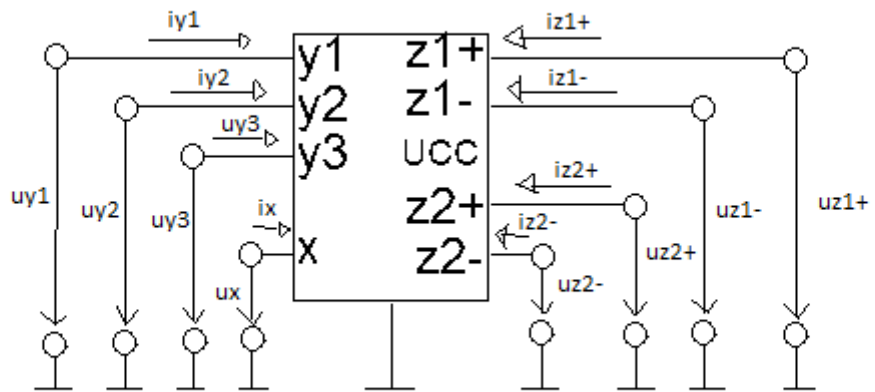 iy1
iz1+
y1
z1+
iy2
iz1-
y2
z1-
uy3
y3
UCC
iz2+
uy1
uy2
uy3
ix
z2+
iz2-
uz1-
uz1+
x
z2-
uz2+
ux
uz2-